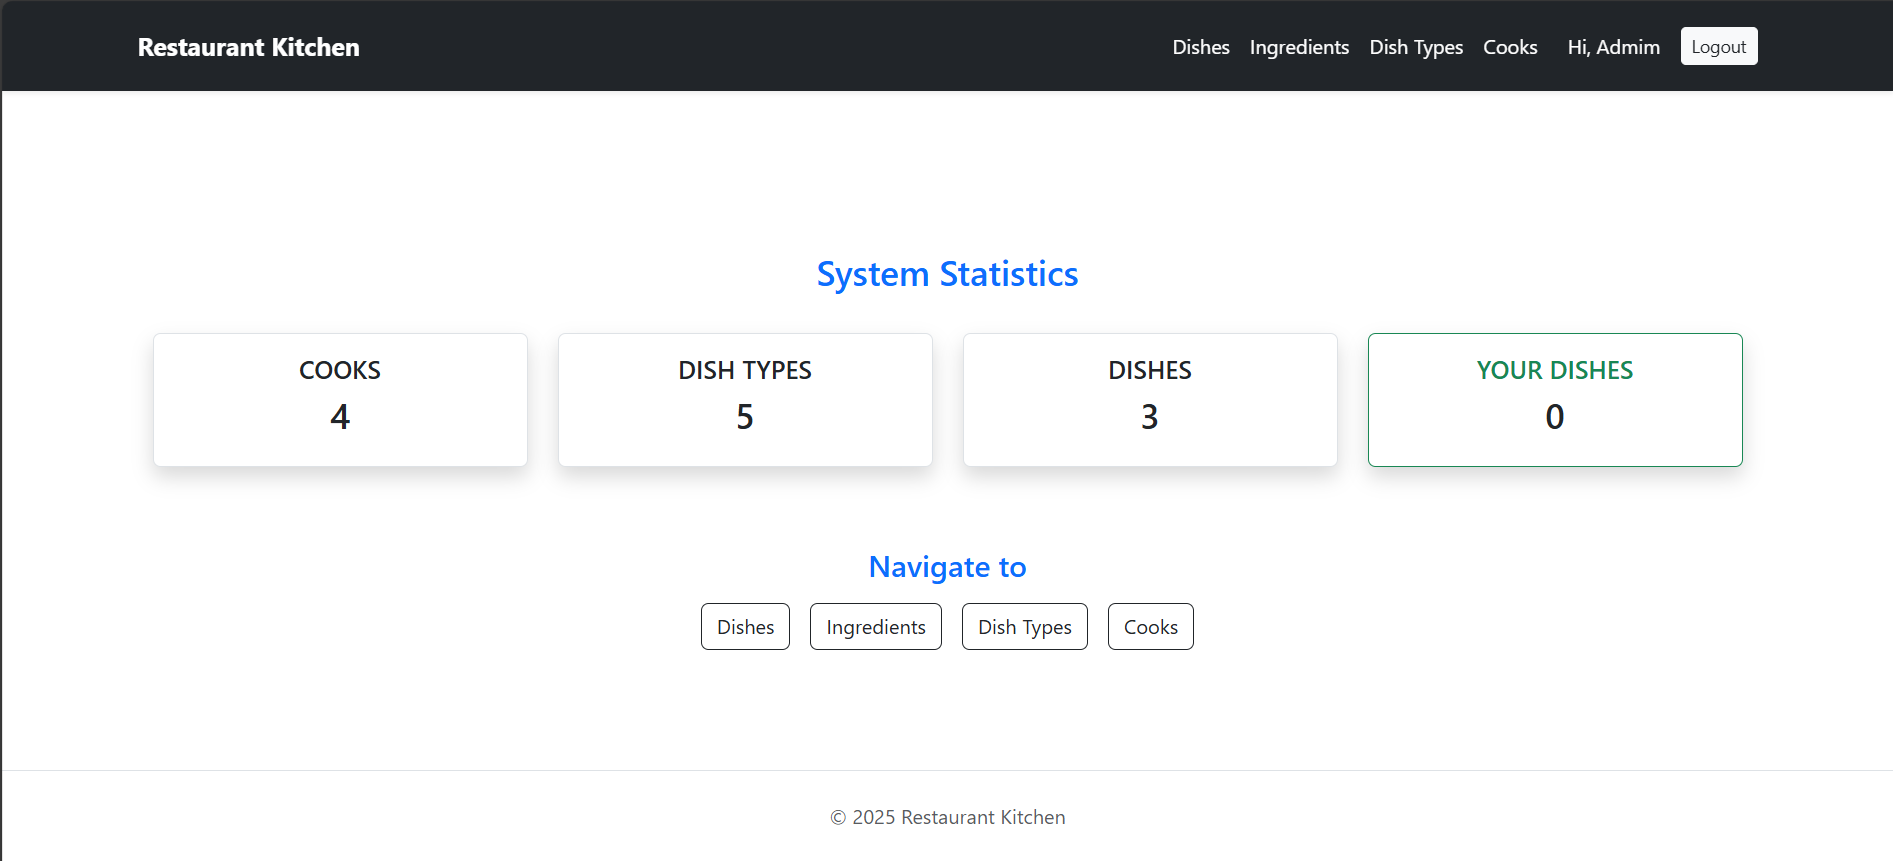 Restaurant Kitchen
Dishes Ingredients Dish Types Cooks Hi, Admim Logout
System Statistics
COOKS
4
DISH TYPES
5
DISHES
3
YOUR DISHES
0
Navigate to
Dishes Ingredients Dish Types Cooks
© 2025 Restaurant Kitchen